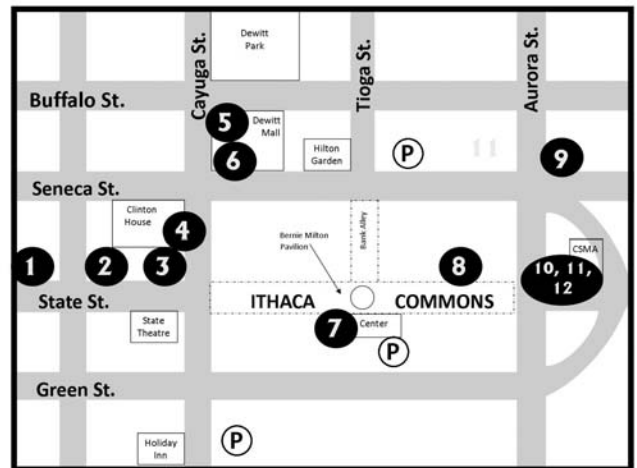 Dewitt
Park
Cayuga St.
Tioga St.
Aurora St.
Buffalo St.
5
Dewitt
Mall
6
Hilton
Garden
P
11
9
Seneca St.
Clinton
House
4
Bernie Milton
Pavilion
Bank Alley
CSMA
1
2
3
8
10, 11,
12
State St.
ITHACA
COMMONS
State
Theatre
7
Center
P
Green St.
Holiday
Inn
P